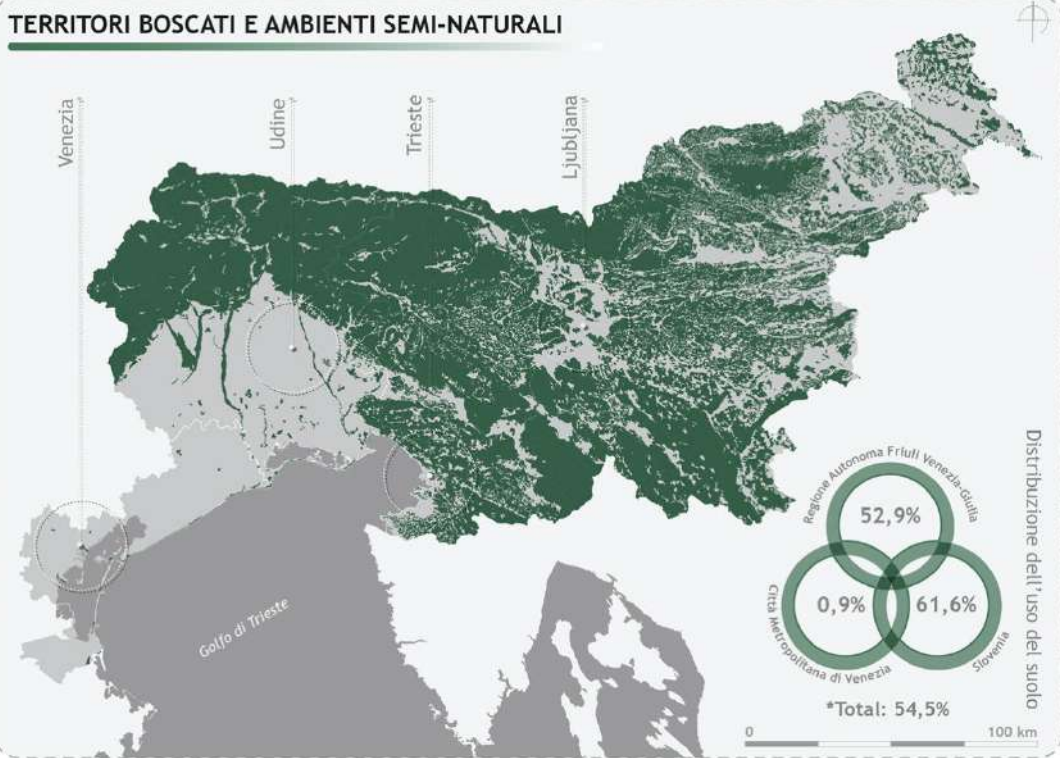 TERRITORI BOSCATI E AMBIENTI SEMI-NATURALI
Venezia
Udine
Trieste
Ljubljana
Golfo di Trieste
Distribuzione dell'uso del suolo
Regione Autonoma Friuli Venezia-Giulia
52,9%
0,9%
61,6%
Città Metropolitana di Venezia
Slovenia
*Total: 54,5%
0
100 km